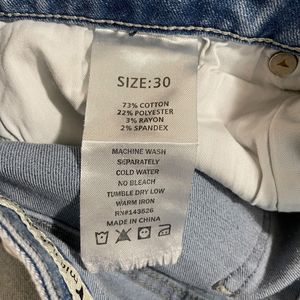 SIZE:30
73% COTTON
22% POLYESTER
3% RAYON
2% SPANDEX
MACHINE WASH
SEPARATELY
COLD WATER
NO BLEACH
TUMBLE DRY LOW
WARM IRON
RN#143826
MADE IN CHINA